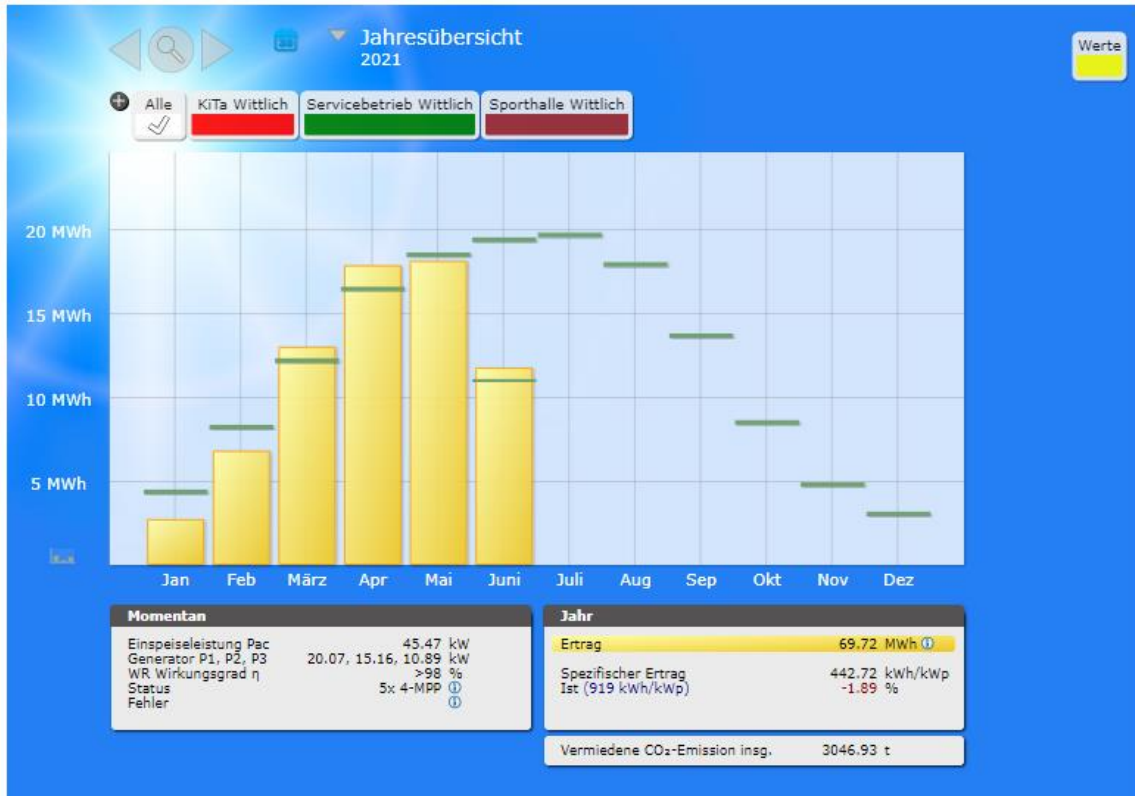 Jahresübersicht
2021
Werte
Alle
KiTa Wittlich
Servicebetrieb Wittlich
Sporthalle Wittlich
20 MWh
15 MWh
10 MWh
5 MWh
Jan Feb März Apr Mai Juni Juli Aug Sep Okt Nov Dez
Momentan
Einspeiseleistung Pac 45.47 kW
Generator P1, P2, P3 20.07, 15.16, 10.89 kW
WR Wirkungsgrad η >98 %
Status 5x 4-MPP
Fehler
Jahr
Ertrag 69.72 MWh
Spezifischer Ertrag 442.72 kWh/kWp
Ist (919 kWh/kWp) -1.89 %
Vermiedene CO₂-Emission insg. 3046.93 t